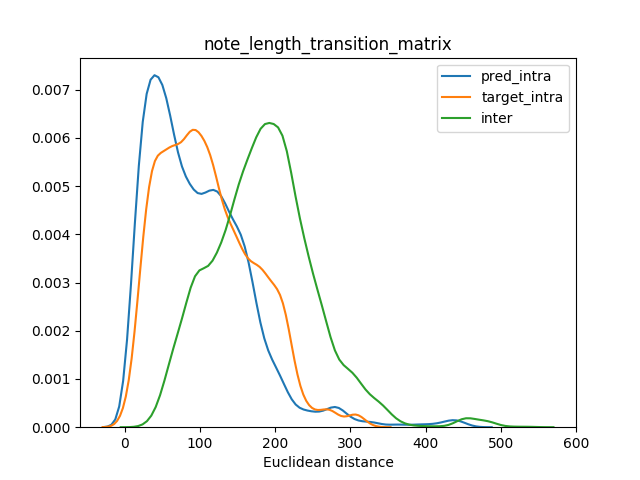 note_length_transition_matrix
pred_intra
target_intra
inter
0.007
0.006
0.005
0.004
0.003
0.002
0.001
0.000
0 100 200 300 400 500 600
Euclidean distance